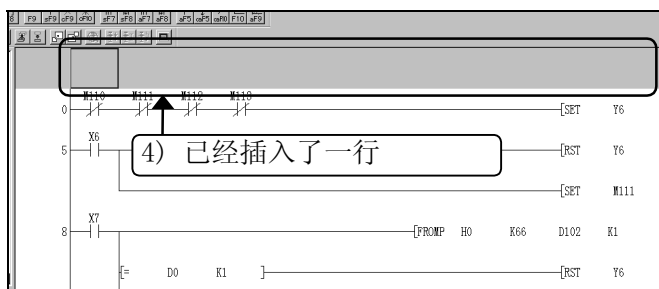 F9 sF9 cF9 cF10 sF7 sF8 aF7 aF8 aF5 caF5 caF10 F10 aF9
M110 M111 M112 M113
0 [SET Y6
X6
5 [RST Y6
4) 已经插入了一行
[SET M111
X7
8 [FROMP H0 K66 D102 K1
[= D0 K1 ] [RST Y6